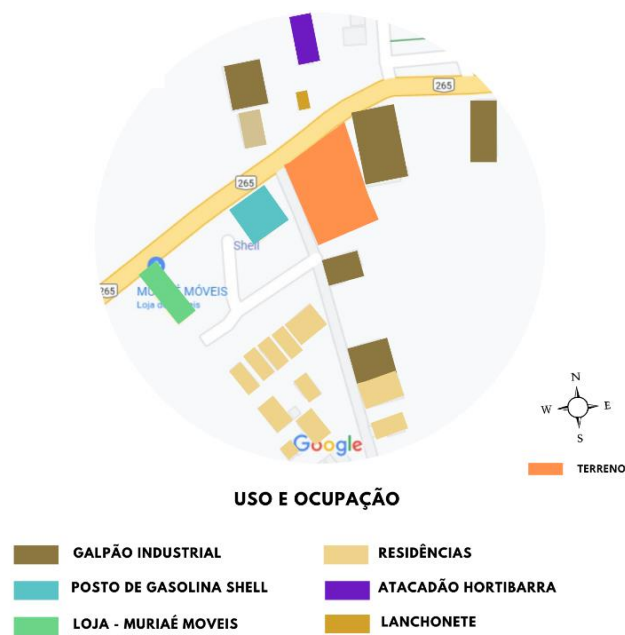 265
265
Shell
MURIAÉ MÓVEIS
265
Google
N
W
E
S
TERRENO
USO E OCUPAÇÃO
GALPÃO INDUSTRIAL
RESIDÊNCIAS
POSTO DE GASOLINA SHELL
ATACADÃO HORTIBARRA
LOJA - MURIAÉ MOVEIS
LANCHONETE